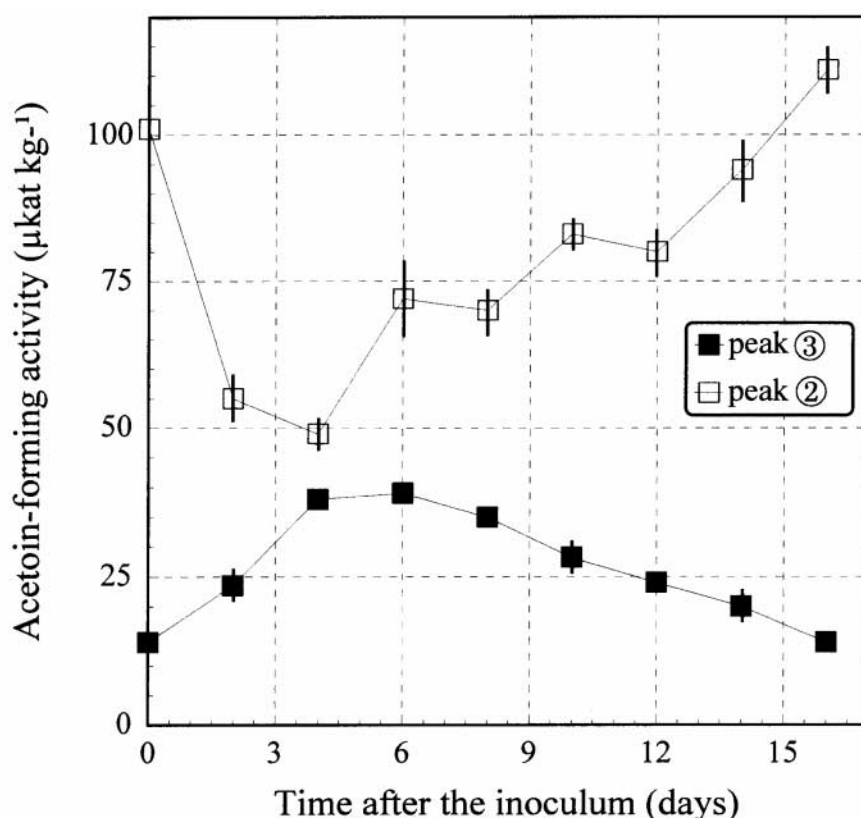 Acetoin-forming activity (µkat kg-¹)
100
75
50
25
0
0 3 6 9 12 15
Time after the inoculum (days)
peak ③
peak ②